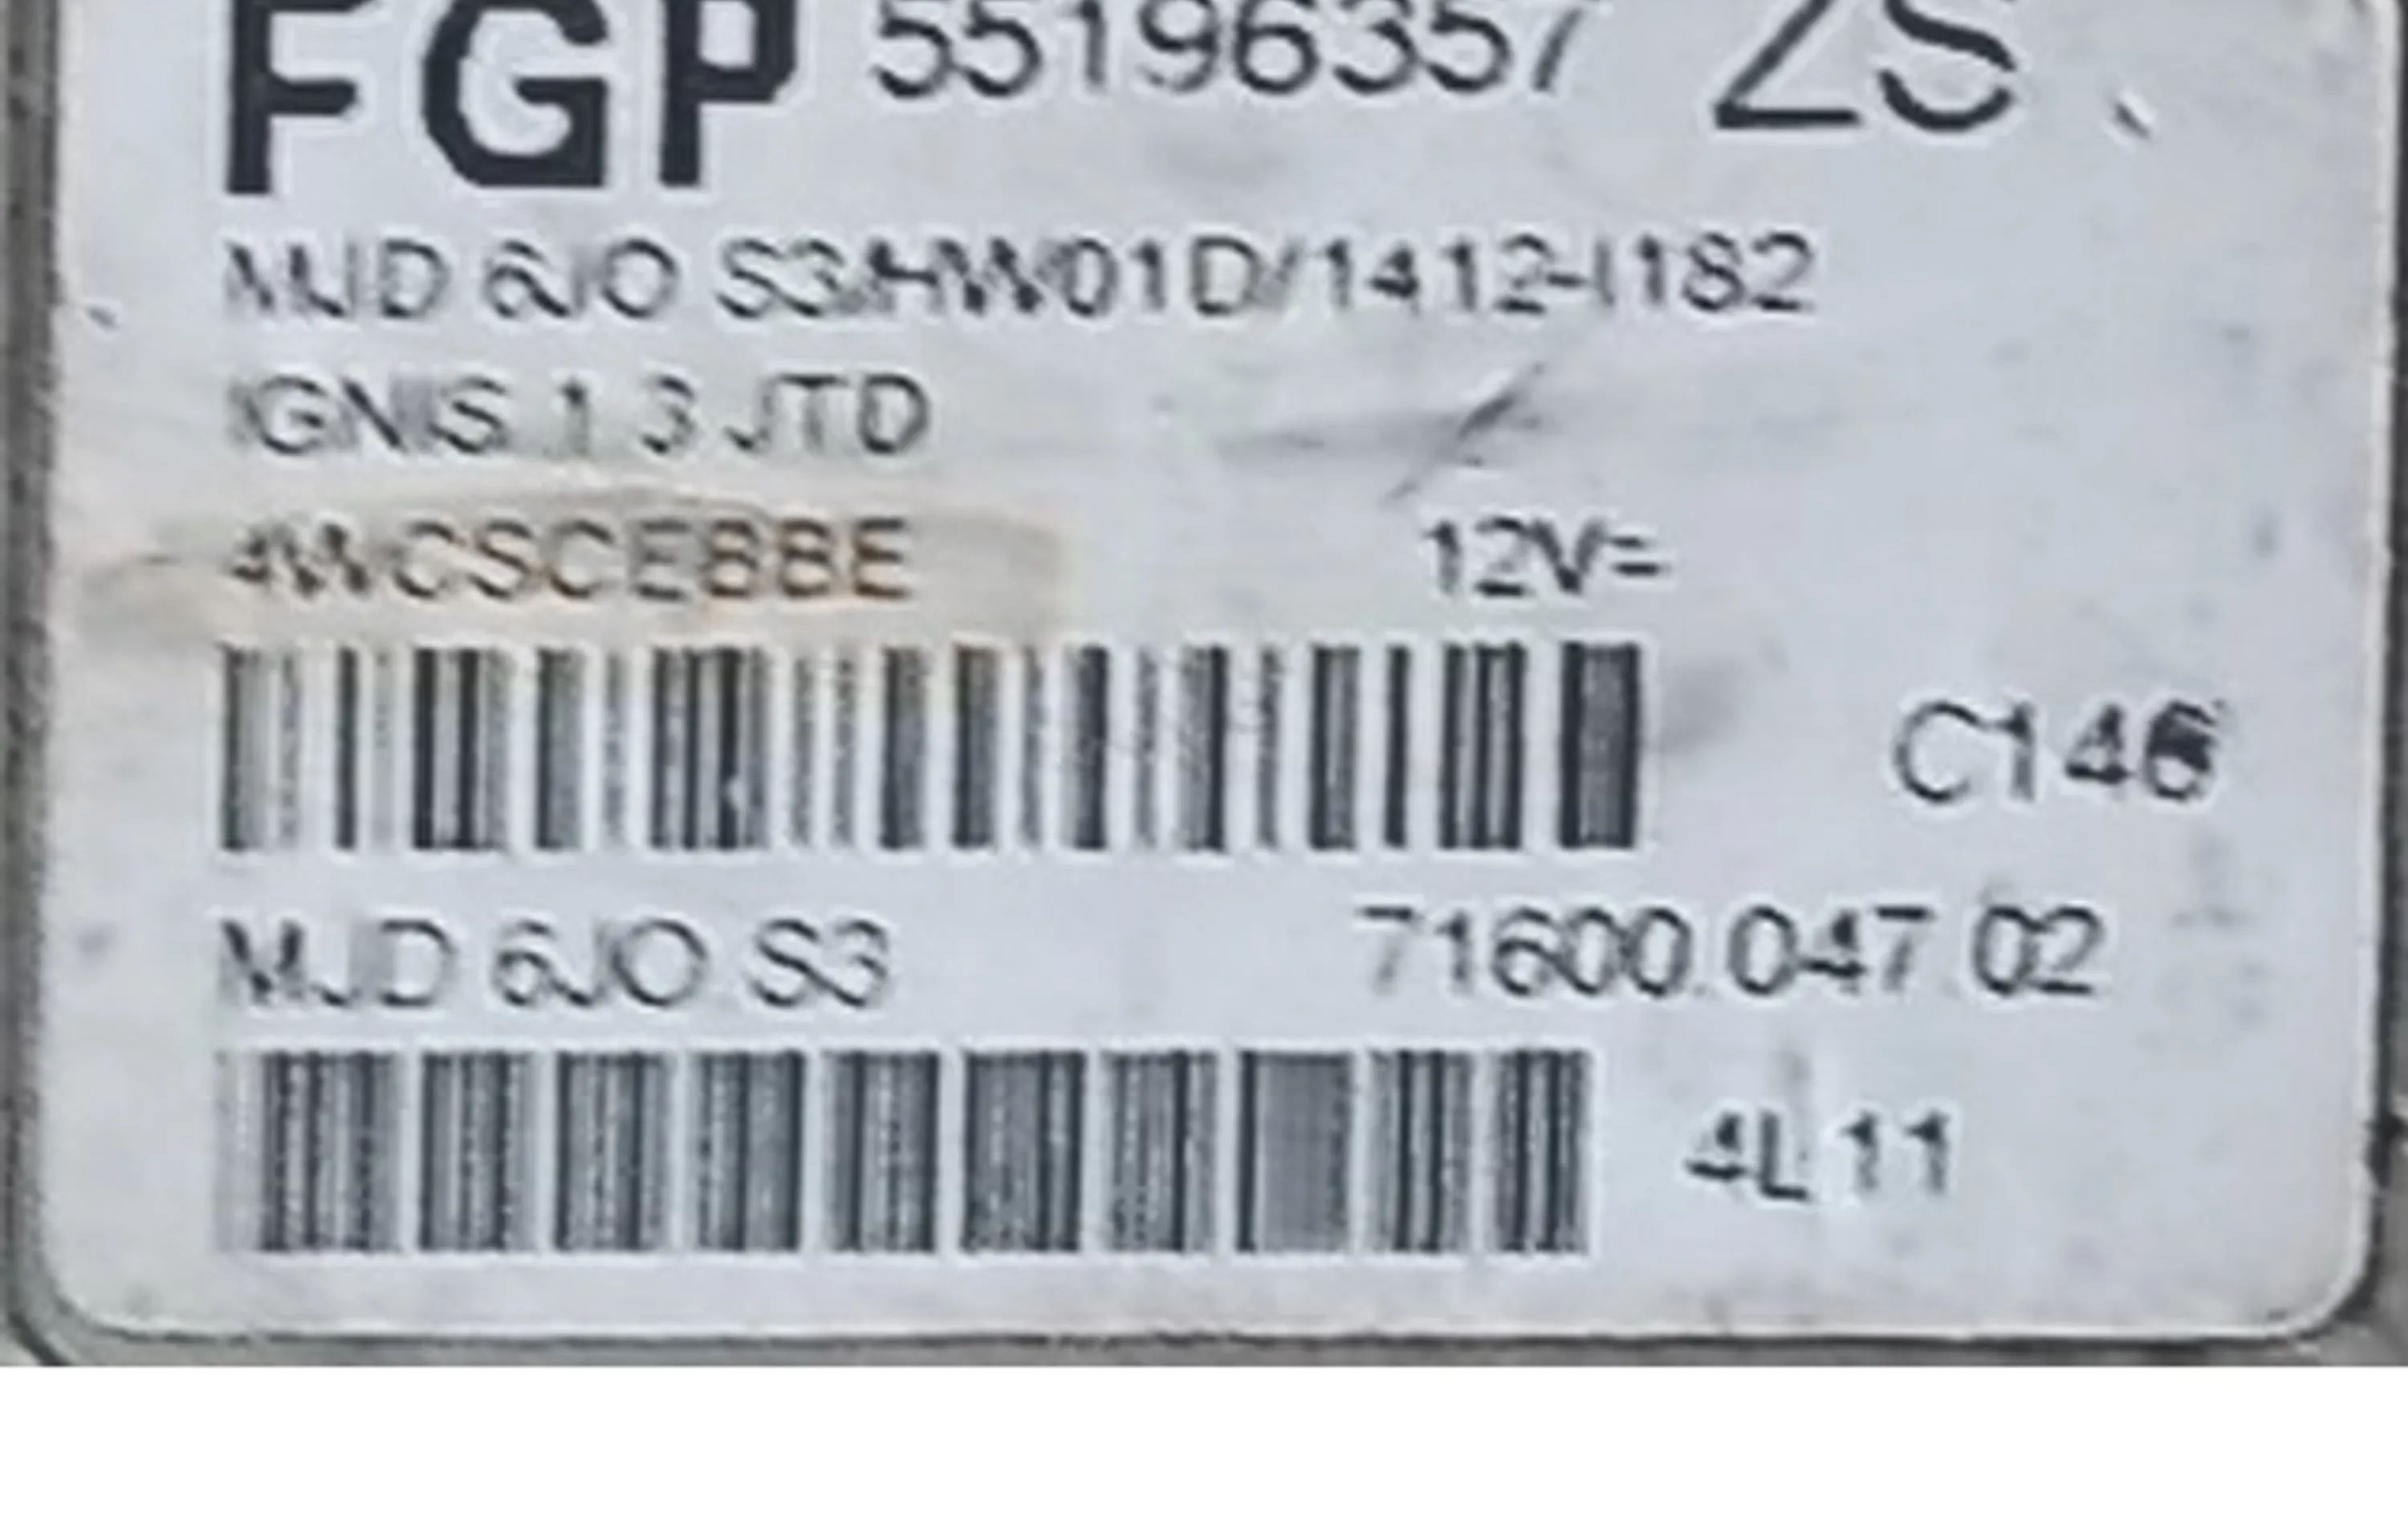 FGP 55196357 ZS
MJD 6JO S3/HW01D/1412-I182
IGNIS 1.3 JTD
12V=
C146
MJD 6JO S3 71600.047.02
4L11